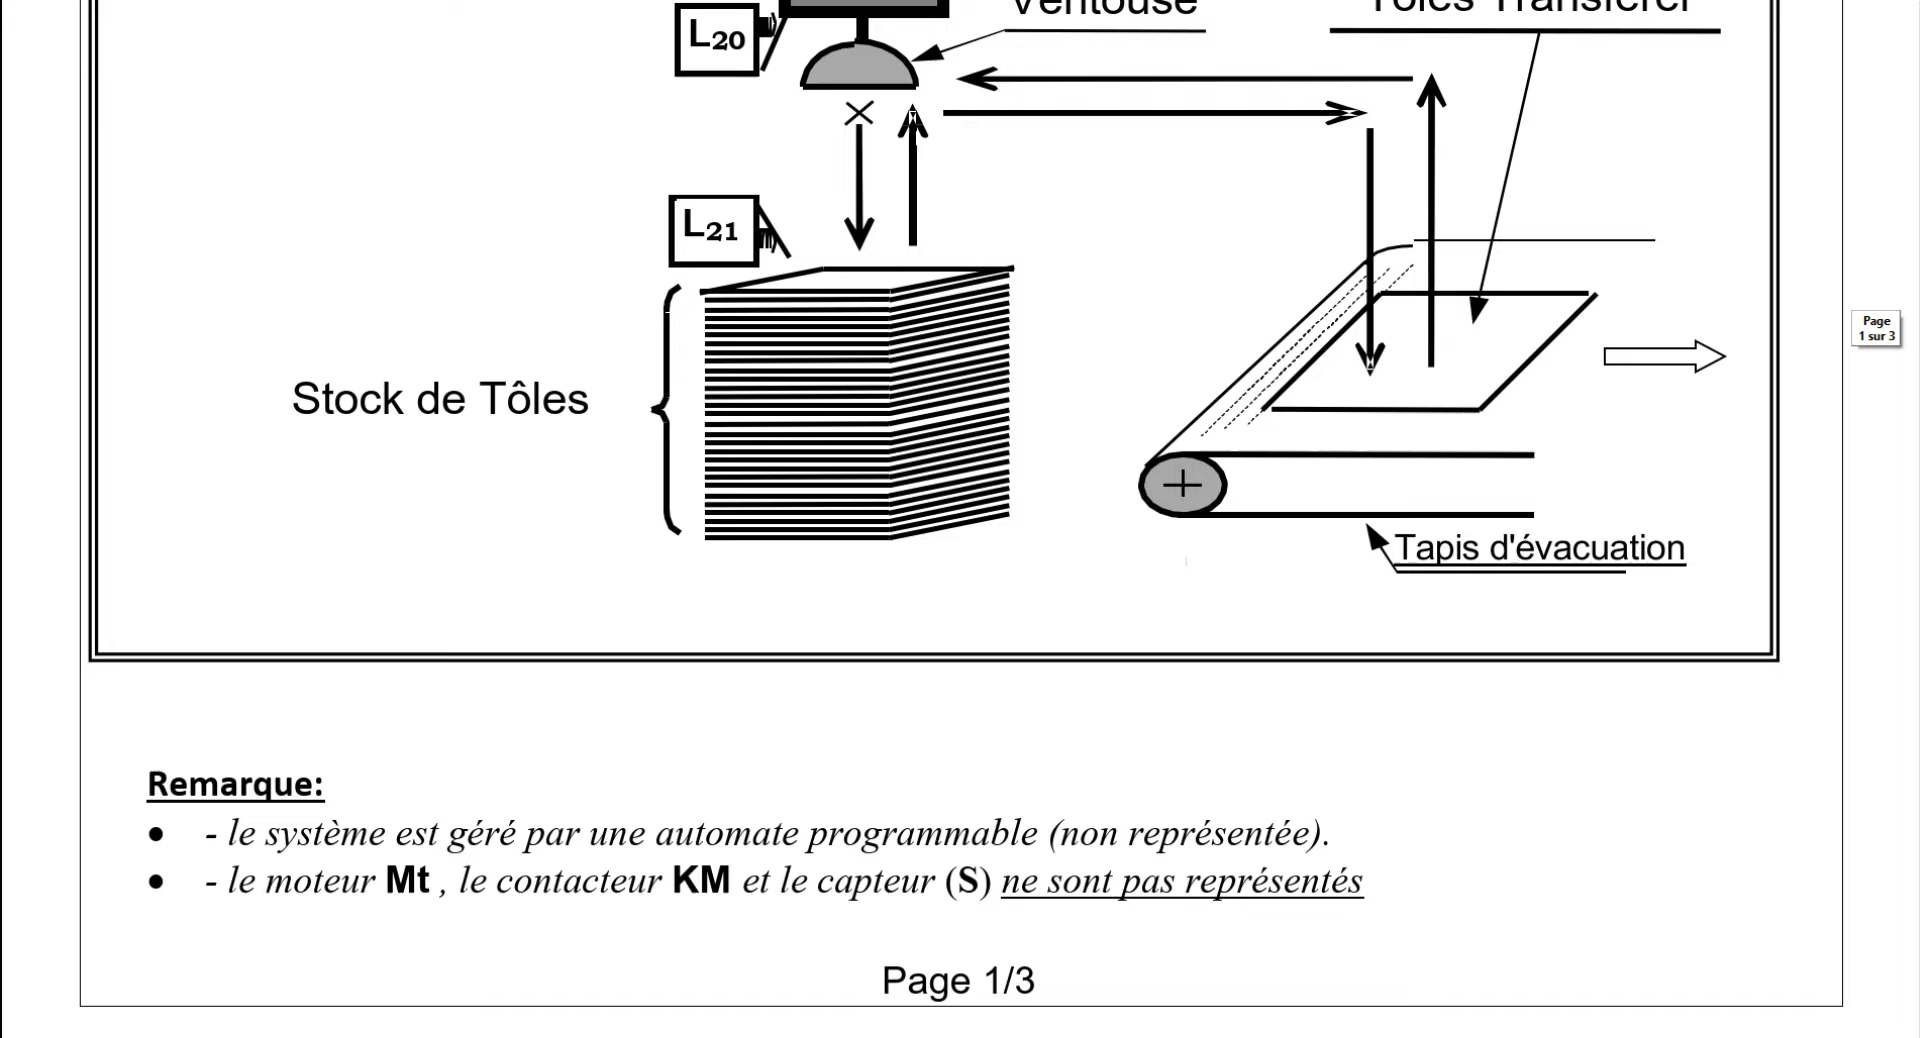 L20
Ventouse
Tôles Transférer
L21
Page
1 sur 3
Stock de Tôles
Tapis d'évacuation
Remarque:
• - le système est géré par une automate programmable (non représentée).
• - le moteur Mt , le contacteur KM et le capteur (S) ne sont pas représentés
Page 1/3